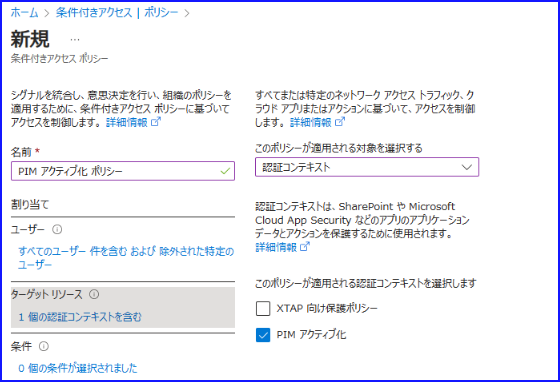 ホーム > 条件付きアクセス | ポリシー >
新規 ...
条件付きアクセス ポリシー
シグナルを統合し、意思決定を行い、組織のポリシーを
適用するために、条件付きアクセス ポリシーに基づいて
アクセスを制御します。 詳細情報
名前 *
PIM アクティブ化 ポリシー
割り当て
ユーザー
すべてのユーザー 件を含む および 除外された特定の
ユーザー
ターゲット リソース
1 個の認証コンテキストを含む
条件
0 個の条件が選択されました
すべてまたは特定のネットワーク アクセス トラフィック、ク
ラウド アプリまたはアクションに基づいて、アクセスを制御
します。 詳細情報
このポリシーが適用される対象を選択する
認証コンテキスト
認証コンテキストは、SharePoint や Microsoft
Cloud App Security などのアプリのアプリケーション
データとアクションを保護するために使用されます。
詳細情報
このポリシーが適用される認証コンテキストを選択します
XTAP 向け保護ポリシー
PIM アクティブ化